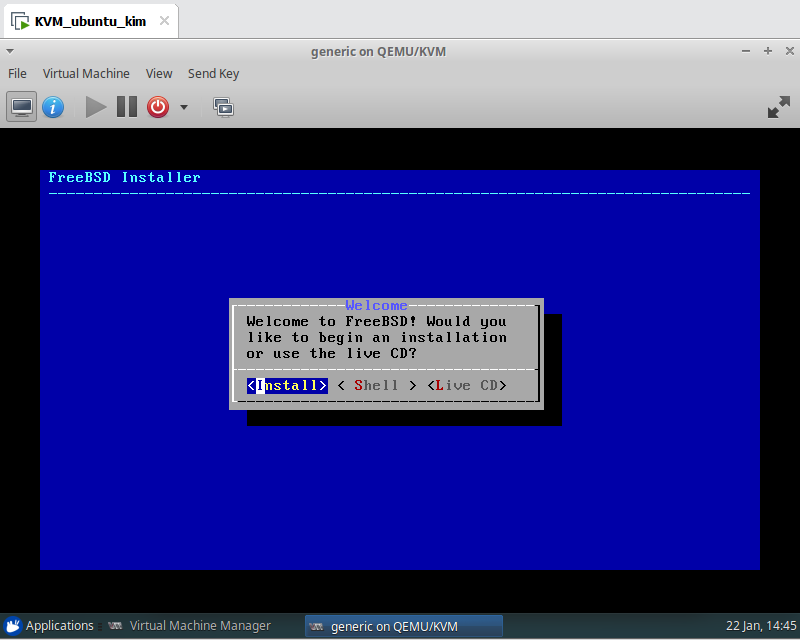 KVM_ubuntu_kim
generic on QEMU/KVM
File Virtual Machine View Send Key
FreeBSD Installer
Welcome
Welcome to FreeBSD! Would you
like to begin an installation
or use the live CD?
<Install> < Shell > <Live CD>
Applications Virtual Machine Manager generic on QEMU/KVM 22 Jan, 14:45